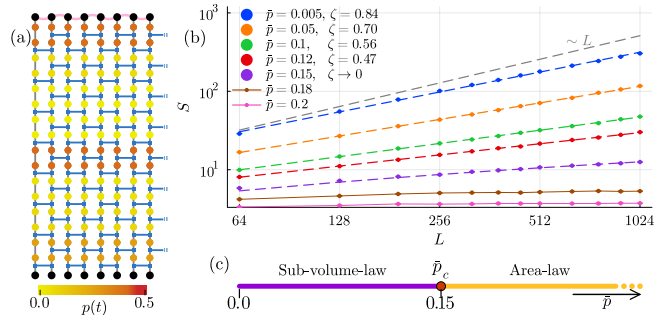 (a)
0.0 0.5
p(t)
(b)
10³
10²
10¹
S
p̄ = 0.005, ζ = 0.84
p̄ = 0.05, ζ = 0.70
p̄ = 0.1, ζ = 0.56
p̄ = 0.12, ζ = 0.47
p̄ = 0.15, ζ → 0
p̄ = 0.18
p̄ = 0.2
~ L
64 128 256 512 1024
L
(c)
Sub-volume-law p̄_c Area-law
0.0 0.15 p̄